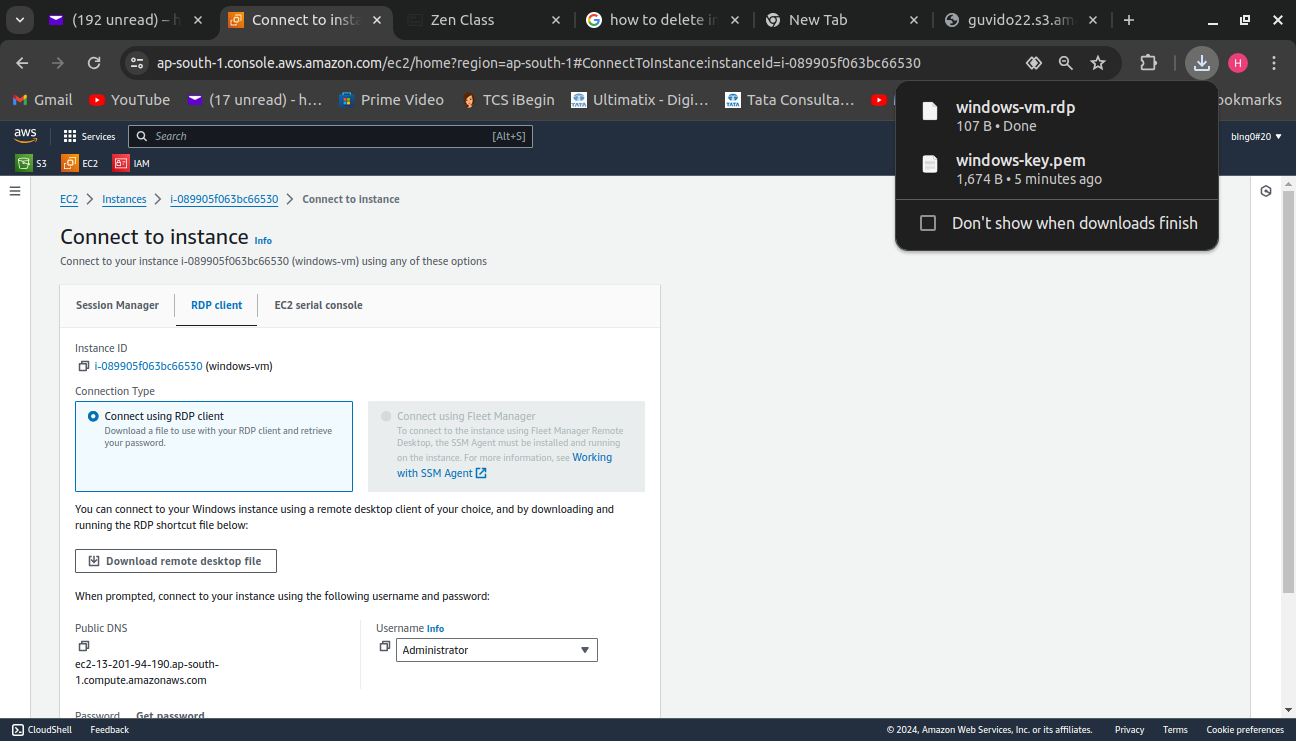 (192 unread) – h
Connect to insta
Zen Class
how to delete in
New Tab
guvido22.s3.am
ap-south-1.console.aws.amazon.com/ec2/home?region=ap-south-1#ConnectToInstance:instanceId=i-089905f063bc66530
H
Gmail
YouTube
(17 unread) - h...
Prime Video
TCS iBegin
Ultimatix - Digi...
Tata Consulta...
ookmarks
windows-vm.rdp
107 B • Done
windows-key.pem
1,674 B • 5 minutes ago
Don't show when downloads finish
aws
Services
Search
[Alt+S]
blng0#20
S3
EC2
IAM
EC2
Instances
i-089905f063bc66530
Connect to instance
Connect to instance Info
Connect to your instance i-089905f063bc66530 (windows-vm) using any of these options
Session Manager
RDP client
EC2 serial console
Instance ID
i-089905f063bc66530 (windows-vm)
Connection Type
Connect using RDP client
Download a file to use with your RDP client and retrieve
your password.
Connect using Fleet Manager
To connect to the instance using Fleet Manager Remote
Desktop, the SSM Agent must be installed and running
on the instance. For more information, see Working
with SSM Agent
You can connect to your Windows instance using a remote desktop client of your choice, and by downloading and
running the RDP shortcut file below:
Download remote desktop file
When prompted, connect to your instance using the following username and password:
Public DNS
ec2-13-201-94-190.ap-south-
1.compute.amazonaws.com
Username Info
Administrator
Password
Get password
CloudShell
Feedback
© 2024, Amazon Web Services, Inc. or its affiliates.
Privacy
Terms
Cookie preferences